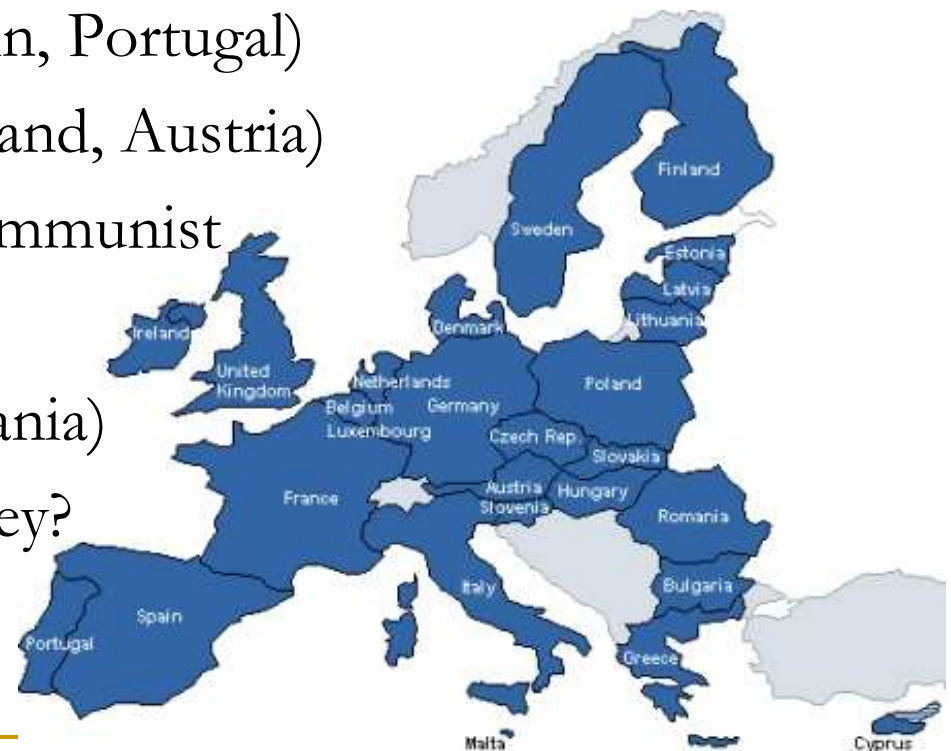 in, Portugal)
and, Austria)
mmunist
ania)
ey?
Finland
Sweden
Estonia
Latvia
Lithuania
Denmark
Ireland
United
Kingdom
Netherlands
Belgium
Germany
Luxembourg
Poland
Czech Rep.
Slovakia
Austria
Hungary
Slovenia
France
Romania
Italy
Bulgaria
Spain
Portugal
Greece
Malta
Cyprus